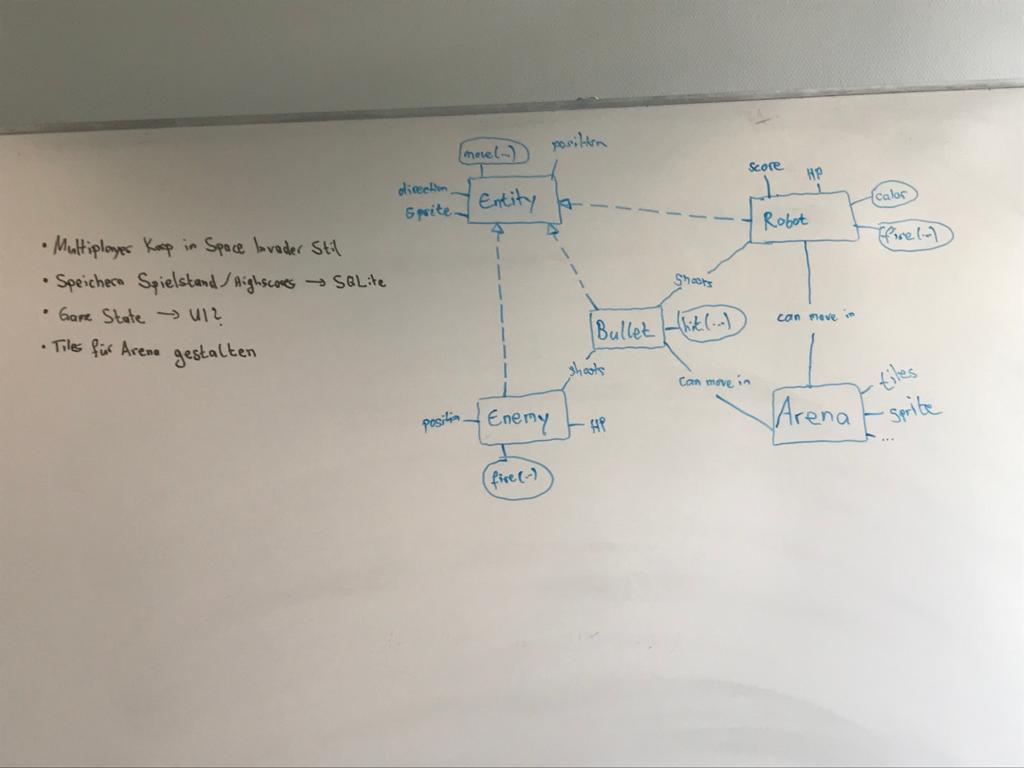 • Multiplayer Koop in Space Invader Stil
• Speichern Spielstand/Highscores → SQLite
• Game State → UI?
• Tiles für Arena gestalten
move(...)
position
direction
Sprite
Entity
score
HP
color
Robot
fire(...)
shoots
Bullet
hit(...)
can move in
shoots
can move in
tiles
Arena
sprite
...
position
Enemy
HP
fire(...)